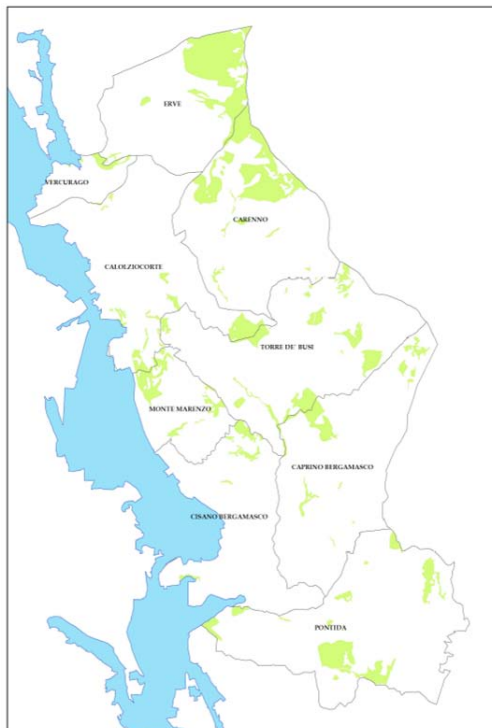 ERVE
VERCURAGO
CARENNO
CALOLZIOCORTE
TORRE DE' BUSI
MONTE MARENZO
CAPRINO BERGAMASCO
CISANO BERGAMASCO
PONTIDA